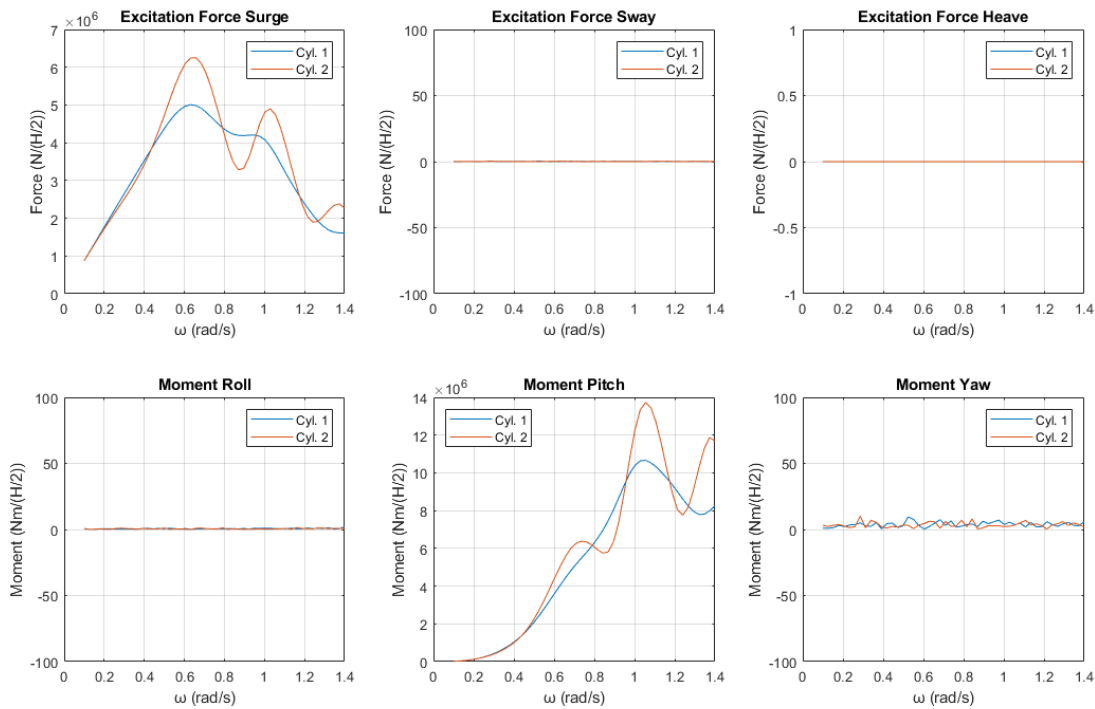 Excitation Force Surge
× 10⁶
7
6
5
4
3
2
1
0
Force (N/(H/2))
Cyl. 1
Cyl. 2
0 0.2 0.4 0.6 0.8 1 1.2 1.4
ω (rad/s)
Excitation Force Sway
100
50
0
-50
-100
Force (N/(H/2))
Cyl. 1
Cyl. 2
0 0.2 0.4 0.6 0.8 1 1.2 1.4
ω (rad/s)
Excitation Force Heave
1
0.5
0
-0.5
-1
Force (N/(H/2))
Cyl. 1
Cyl. 2
0 0.2 0.4 0.6 0.8 1 1.2 1.4
ω (rad/s)
Moment Roll
100
50
0
-50
-100
Moment (Nm/(H/2))
Cyl. 1
Cyl. 2
0 0.2 0.4 0.6 0.8 1 1.2 1.4
ω (rad/s)
Moment Pitch
× 10⁶
14
12
10
8
6
4
2
0
Moment (Nm/(H/2))
Cyl. 1
Cyl. 2
0 0.2 0.4 0.6 0.8 1 1.2 1.4
ω (rad/s)
Moment Yaw
100
50
0
-50
-100
Moment (Nm/(H/2))
Cyl. 1
Cyl. 2
0 0.2 0.4 0.6 0.8 1 1.2 1.4
ω (rad/s)